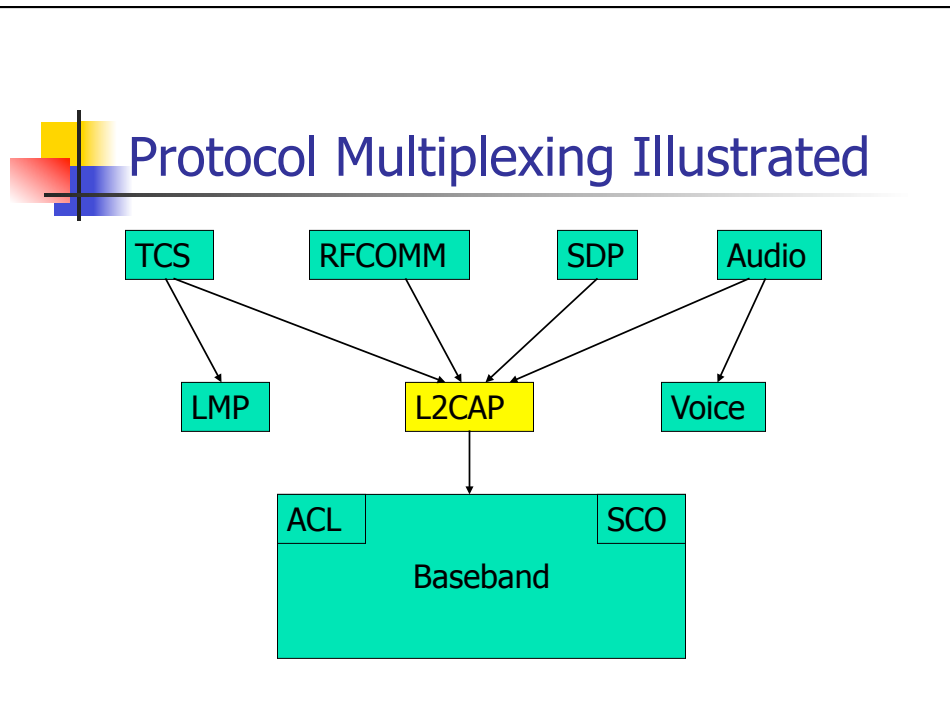 Protocol Multiplexing Illustrated
TCS RFCOMM SDP Audio
LMP L2CAP Voice
ACL SCO
Baseband